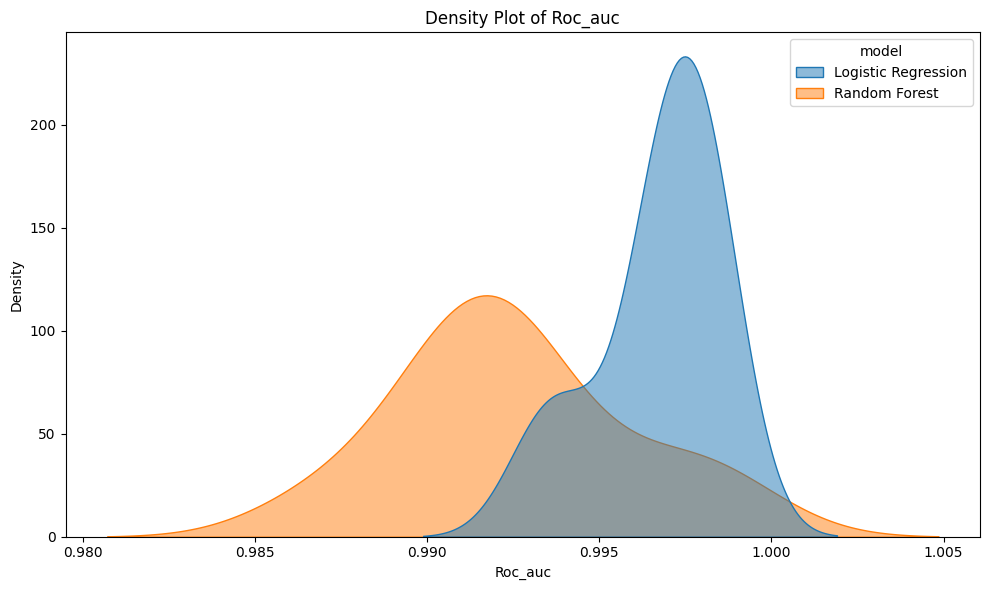 Density Plot of Roc_auc
model
Logistic Regression
Random Forest
Density
200
150
100
50
0
0.980 0.985 0.990 0.995 1.000 1.005
Roc_auc